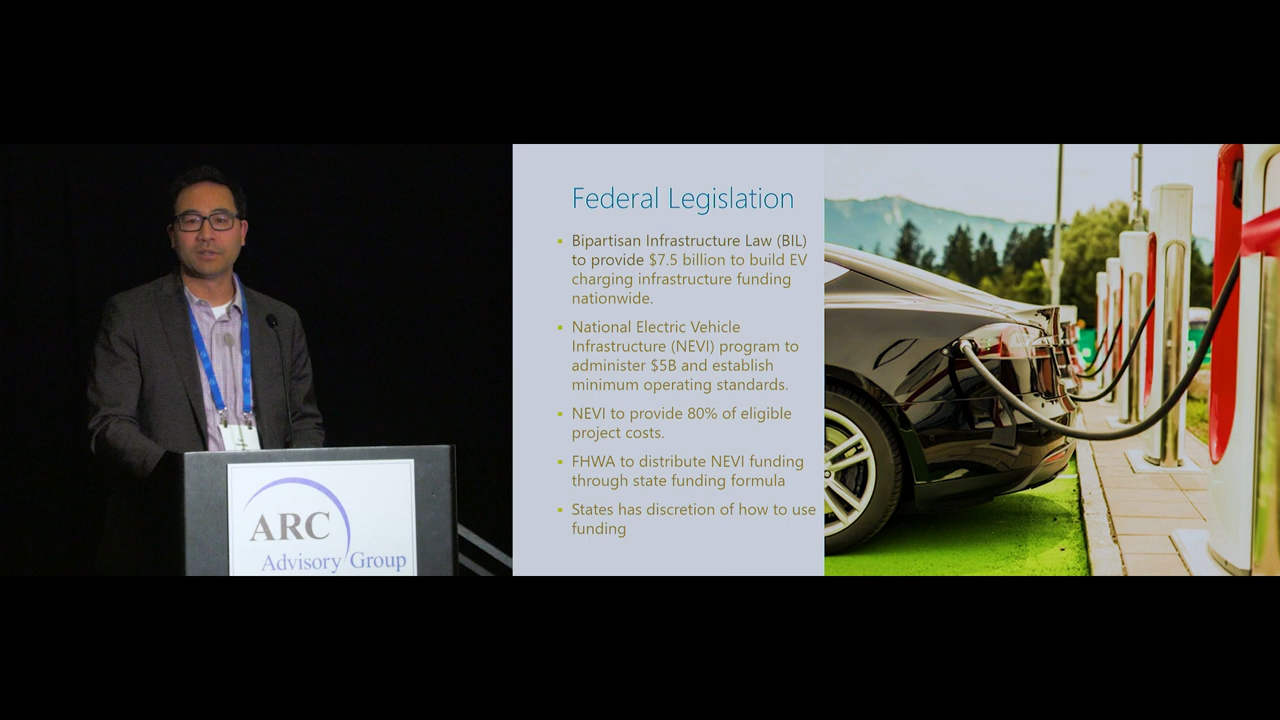 ARC
Advisory Group
Federal Legislation
Bipartisan Infrastructure Law (BIL)
to provide $7.5 billion to build EV
charging infrastructure funding
nationwide.
National Electric Vehicle
Infrastructure (NEVI) program to
administer $5B and establish
minimum operating standards.
NEVI to provide 80% of eligible
project costs.
FHWA to distribute NEVI funding
through state funding formula
States has discretion of how to use
funding